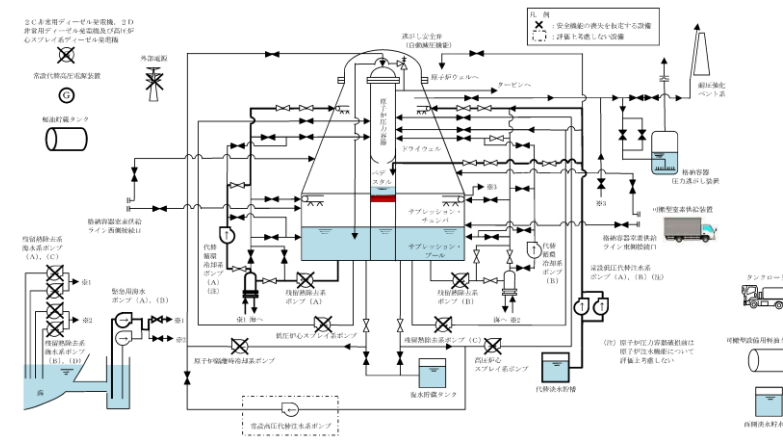 2C非常用ディーゼル発電機、2D
非常用ディーゼル発電機及び高圧炉
心スプレイ系ディーゼル発電機
常設代替高圧電源装置
G
軽油貯蔵タンク
外部電源
逃がし安全弁
(自動減圧機能)
凡 例
:安全機能の喪失を仮定する設備
:評価上考慮しない設備
原子炉ウェルへ
タービンへ
耐圧強化
ベント系
原子炉圧力容器
ドライウェル
ペデ
スタル
※3
サプレッション・
チェンバ
サプレッション・
プール
格納容器
圧力逃がし装置
※3
可搬型窒素供給装置
格納容器窒素供給
ライン西側接続口
格納容器窒素供給
ライン東側接続口
残留熱除去系
海水系ポンプ
(A)、(C)
※1
※2
残留熱除去系
海水系ポンプ
(B)、(D)
海
緊急用海水
ポンプ(A)、(B)
※1
※2
代替
循環
冷却系
ポンプ
(A)
(注)
残留熱除去系
ポンプ(A)
※1 海へ
残留熱除去系
ポンプ(B)
海へ ※2
代替
循環
冷却系
ポンプ
(B)
常設低圧代替注水系
ポンプ(A)、(B)(注)
低圧炉心スプレイ系ポンプ
残留熱除去系ポンプ(C)
原子炉隔離時冷却系ポンプ
高圧炉心
スプレイ系ポンプ
復水貯蔵タンク
代替淡水貯槽
常設高圧代替注水系ポンプ
(注) 原子炉圧力容器破損前は
原子炉注水機能について
評価上考慮しない
タンクロー
可搬型設備用軽油
西側淡水貯水